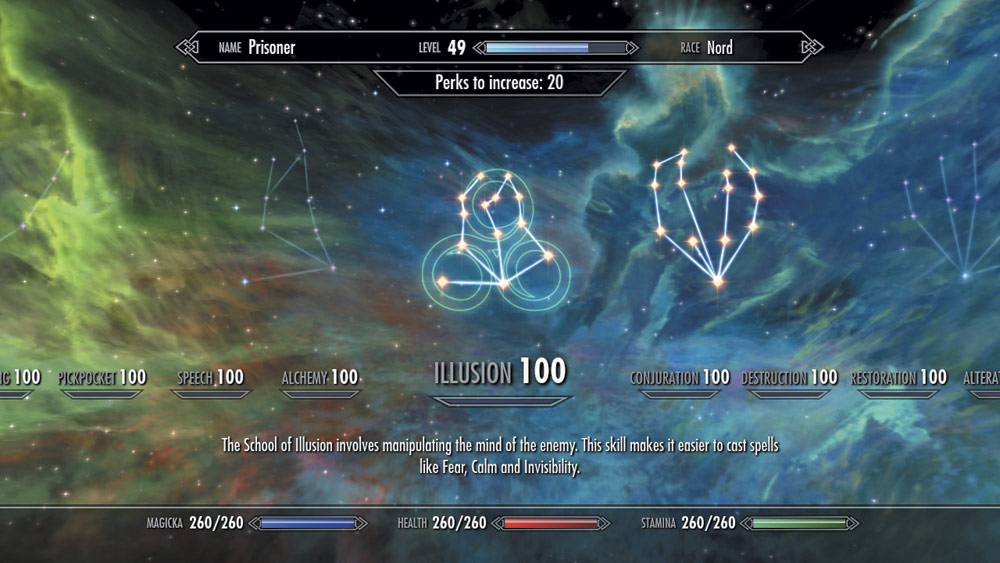 NAME Prisoner LEVEL 49 RACE Nord
Perks to increase: 20
NG 100 PICKPOCKET 100 SPEECH 100 ALCHEMY 100 ILLUSION 100 CONJURATION 100 DESTRUCTION 100 RESTORATION 100 ALTERAT
The School of Illusion involves manipulating the mind of the enemy. This skill makes it easier to cast spells
like Fear, Calm and Invisibility.
MAGICKA 260/260 HEALTH 260/260 STAMINA 260/260